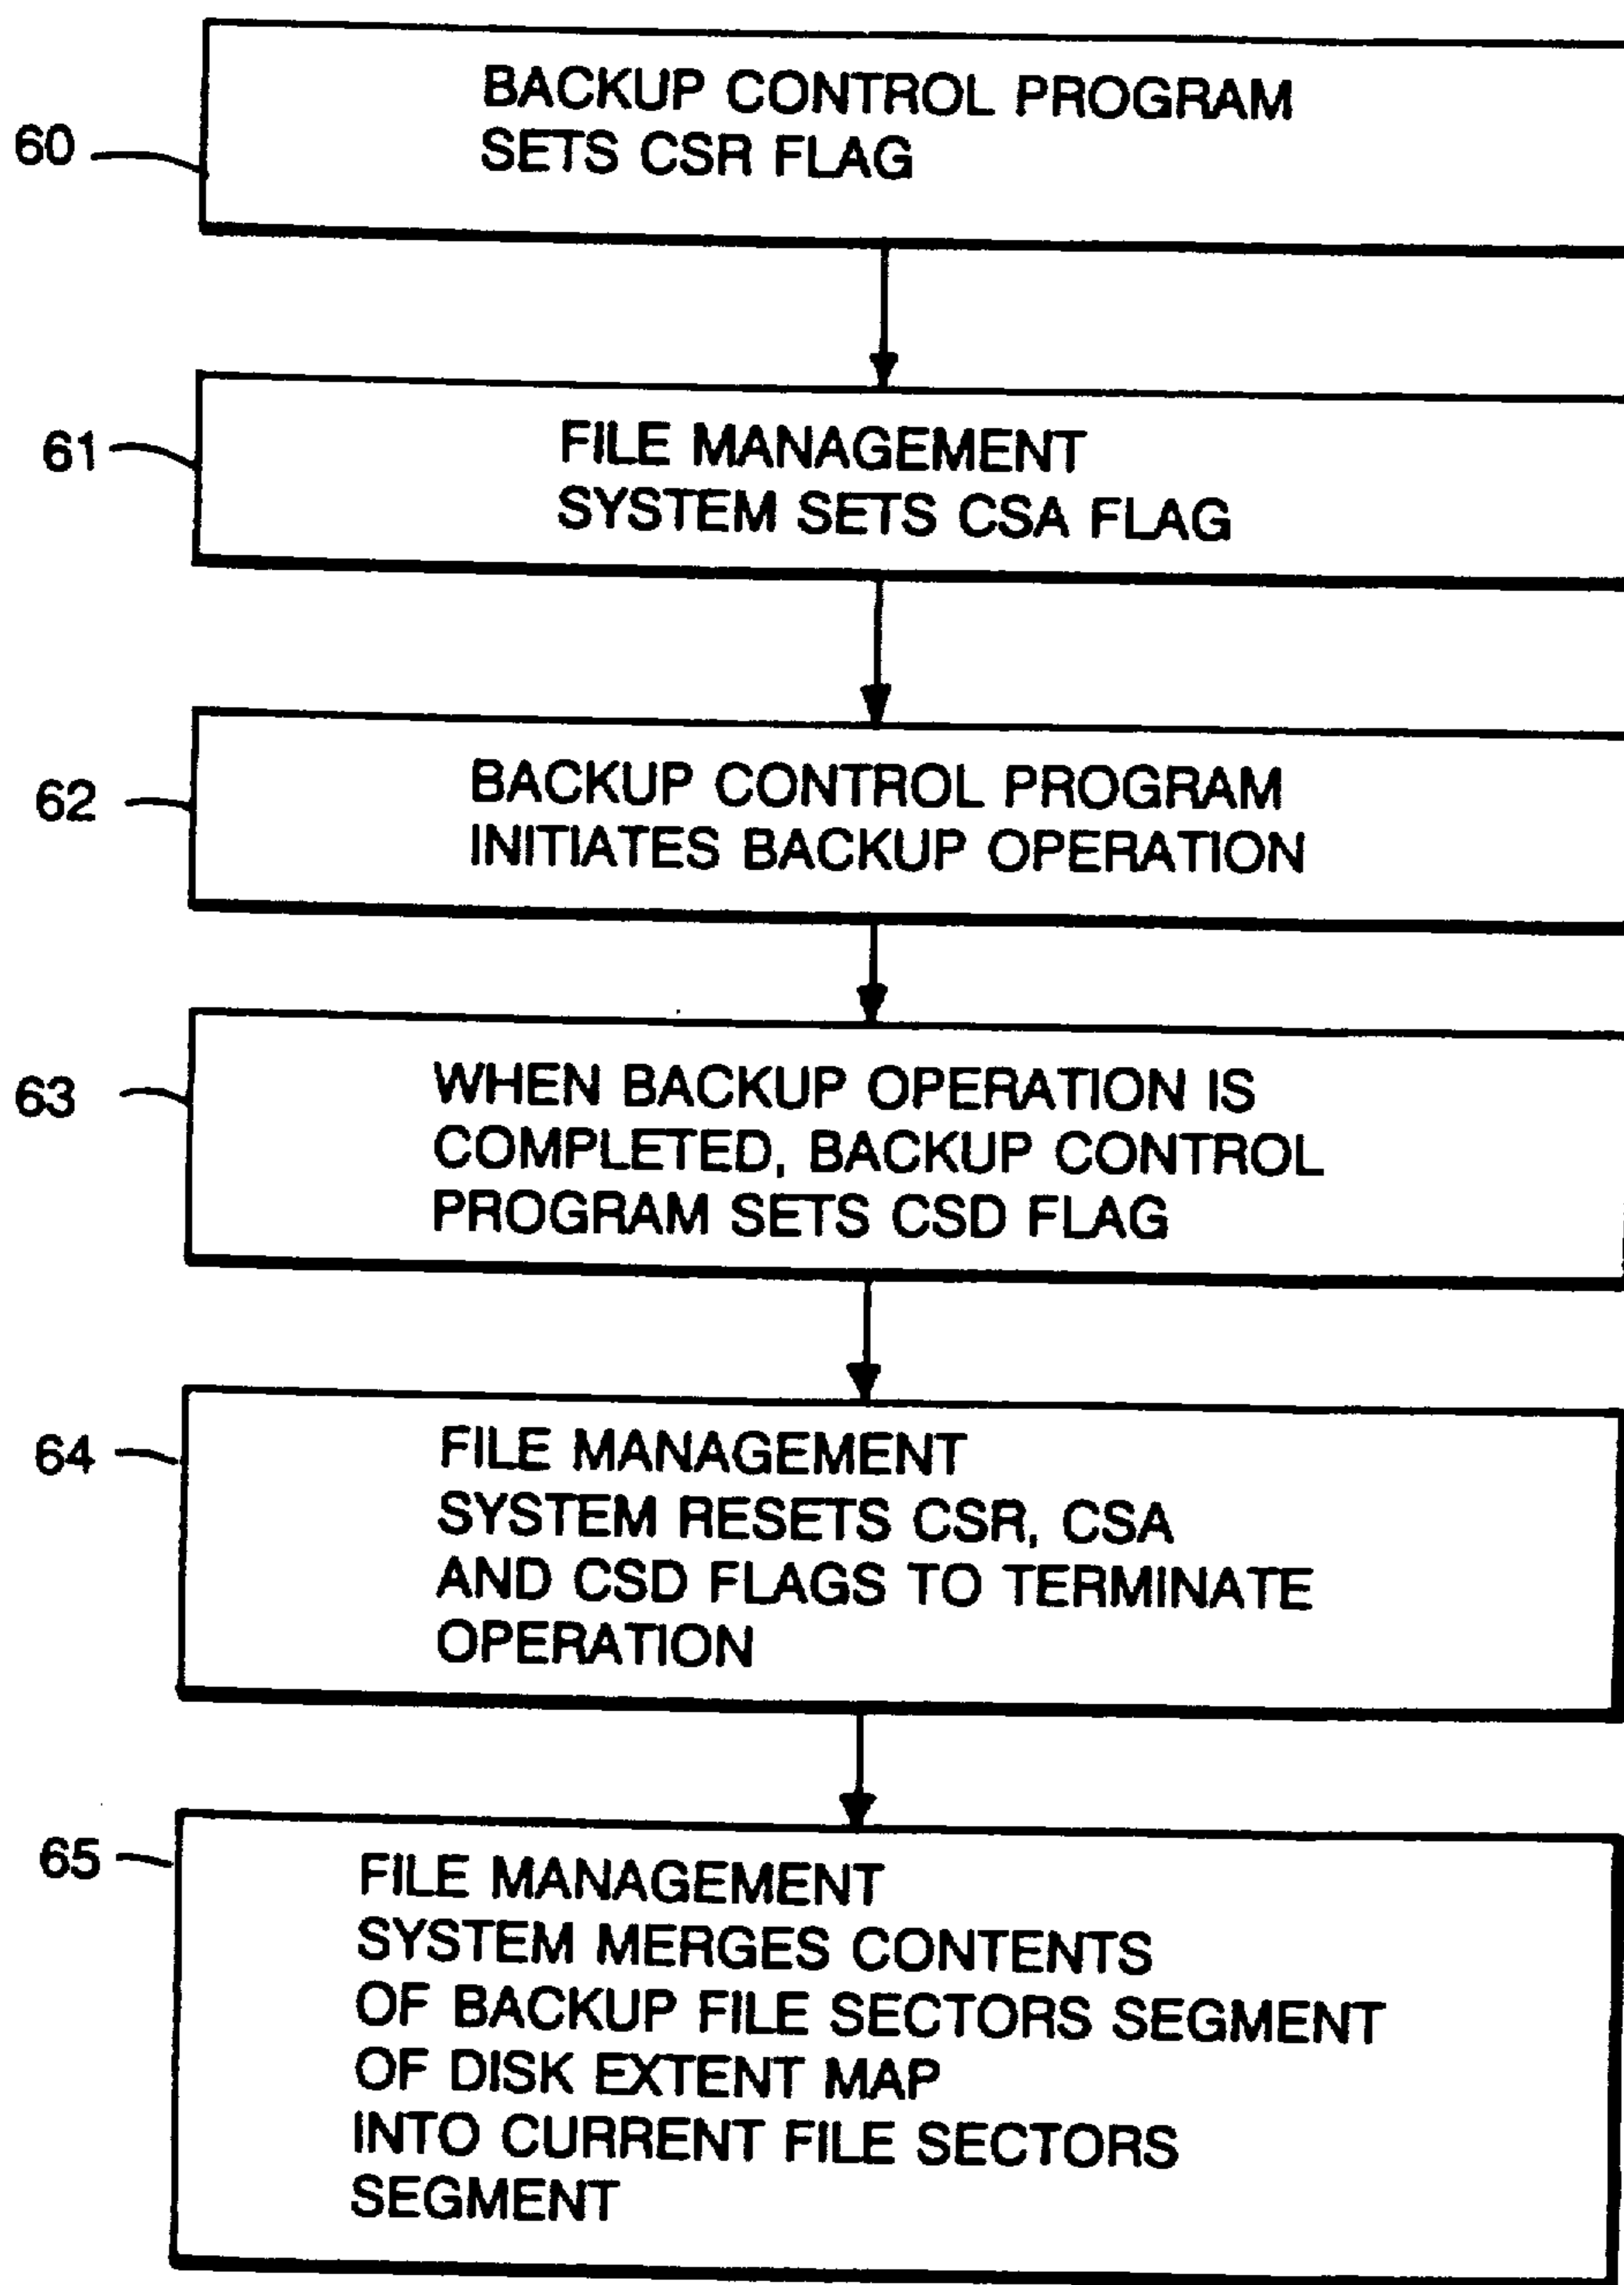 BACKUP CONTROL PROGRAM
SETS CSR FLAG
60
FILE MANAGEMENT
SYSTEM SETS CSA FLAG
61
BACKUP CONTROL PROGRAM
INITIATES BACKUP OPERATION
62
WHEN BACKUP OPERATION IS
COMPLETED, BACKUP CONTROL
PROGRAM SETS CSD FLAG
63
FILE MANAGEMENT
SYSTEM RESETS CSR, CSA
AND CSD FLAGS TO TERMINATE
OPERATION
64
FILE MANAGEMENT
SYSTEM MERGES CONTENTS
OF BACKUP FILE SECTORS SEGMENT
OF DISK EXTENT MAP
INTO CURRENT FILE SECTORS
SEGMENT
65